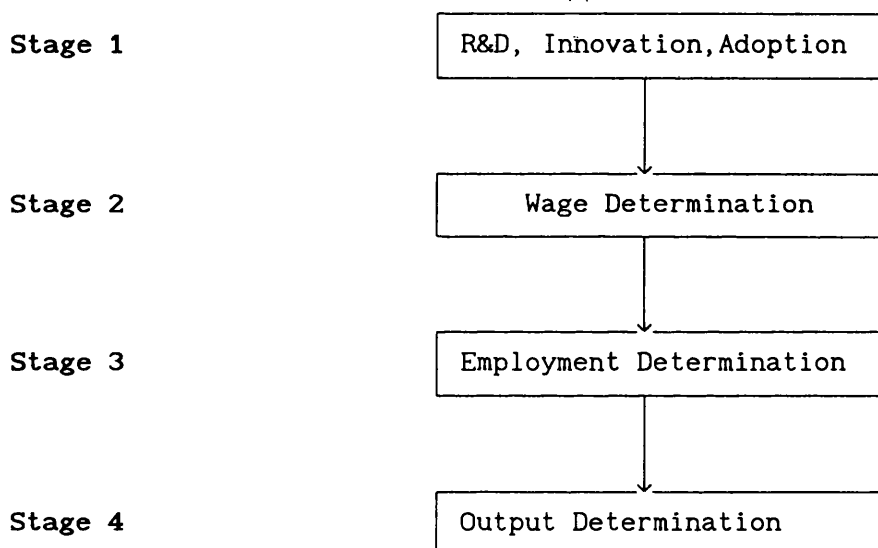 Stage 1 R&D, Innovation,Adoption
Stage 2 Wage Determination
Stage 3 Employment Determination
Stage 4 Output Determination